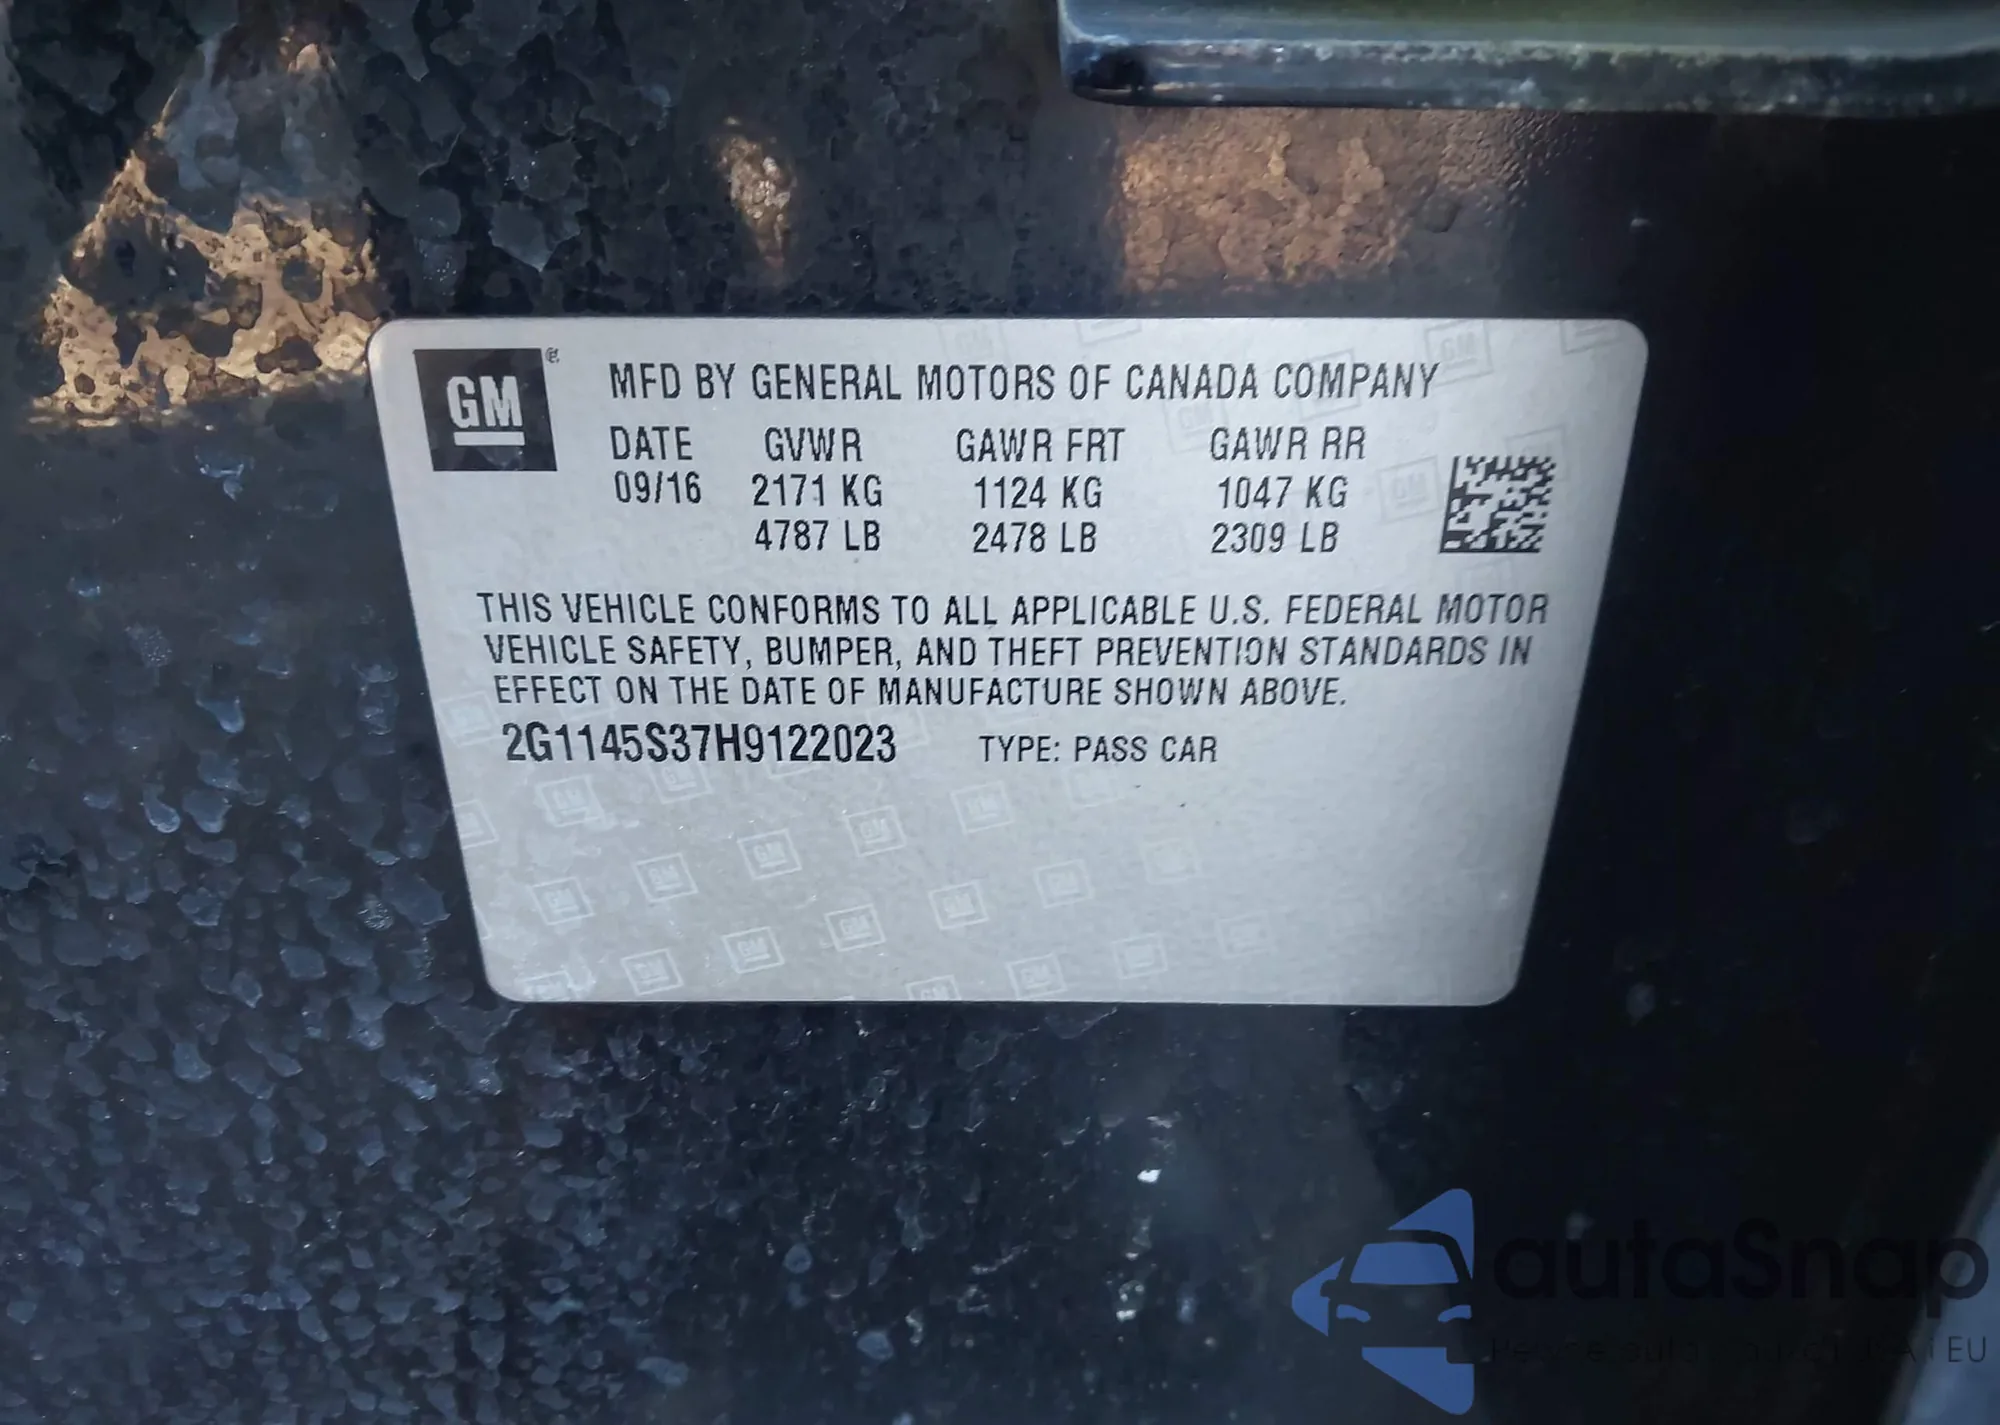 GM ®
MFD BY GENERAL MOTORS OF CANADA COMPANY
DATE GVWR GAWR FRT GAWR RR
09/16 2171 KG 1124 KG 1047 KG
4787 LB 2478 LB 2309 LB
THIS VEHICLE CONFORMS TO ALL APPLICABLE U.S. FEDERAL MOTOR
VEHICLE SAFETY, BUMPER, AND THEFT PREVENTION STANDARDS IN
EFFECT ON THE DATE OF MANUFACTURE SHOWN ABOVE.
2G1145S37H9122023 TYPE: PASS CAR
autaSnap
EU